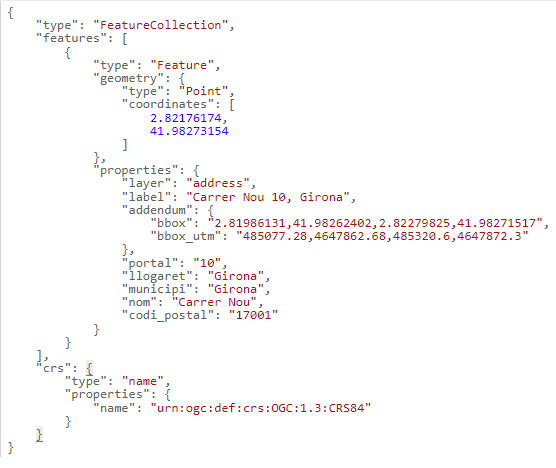 {
    "type": "FeatureCollection",
    "features": [
        {
            "type": "Feature",
            "geometry": {
                "type": "Point",
                "coordinates": [
                    2.82176174,
                    41.98273154
                ]
            },
            "properties": {
                "layer": "address",
                "label": "Carrer Nou 10, Girona",
                "addendum": {
                    "bbox": "2.81986131,41.98262402,2.82279825,41.98271517",
                    "bbox_utm": "485077.28,4647862.68,485320.6,4647872.3"
                },
                "portal": "10",
                "llogaret": "Girona",
                "municipi": "Girona",
                "nom": "Carrer Nou",
                "codi_postal": "17001"
            }
        }
    ],
    "crs": {
        "type": "name",
        "properties": {
            "name": "urn:ogc:def:crs:OGC:1.3:CRS84"
        }
    }
}